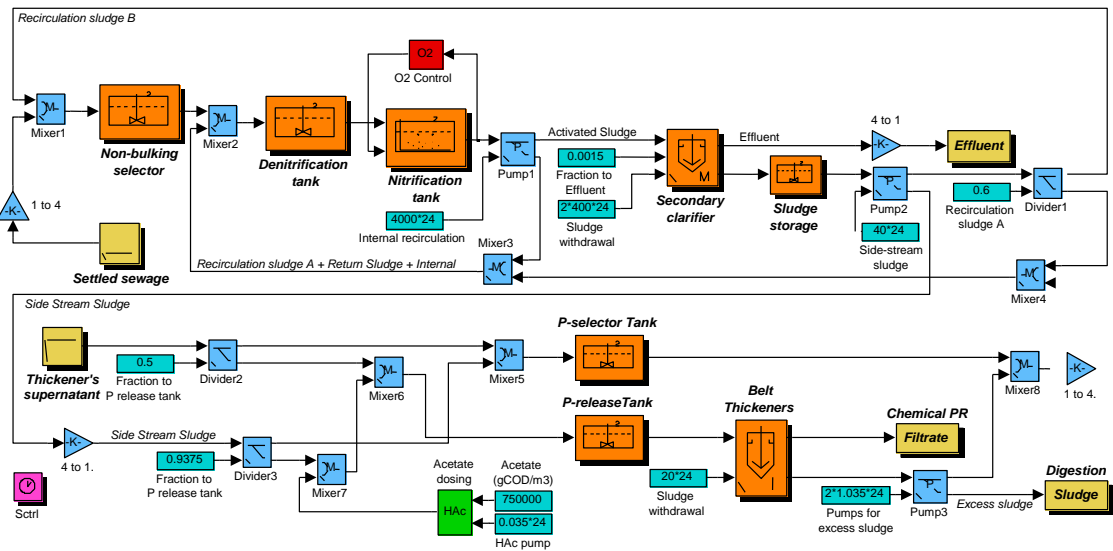 Recirculation sludge B
O2
O2 Control
M
Mixer1
2
Non-bulking
selector
M
Mixer2
2
Denitrification
tank
2
Nitrification
tank
P
Pump1
Activated Sludge
0.0015
Fraction to
Effluent
2*400*24
Sludge
withdrawal
M
Secondary
clarifier
Effluent
2
Sludge
storage
4 to 1
-K-
Effluent
P
Pump2
0.6
Recirculation
sludge A
Divider1
40*24
Side-stream
sludge
-K-
1 to 4
Settled sewage
4000*24
Internal recirculation
Mixer3
M
Recirculation sludge A + Return Sludge + Internal
M
Mixer4
Side Stream Sludge
Thickener's
supernatant
0.5
Fraction to
P release tank
Divider2
M
Mixer6
M
Mixer5
P-selector Tank
2
M
Mixer8
-K-
1 to 4.
P-releaseTank
2
Belt
Thickeners
I
Chemical PR
Filtrate
-K-
4 to 1.
Side Stream Sludge
0.9375
Fraction to
P release tank
Divider3
M
Mixer7
Acetate
dosing
HAc
Acetate
(gCOD/m3)
750000
0.035*24
HAc pump
20*24
Sludge
withdrawal
2*1.035*24
Pumps for
excess sludge
P
Pump3
Excess sludge
Digestion
Sludge
Sctrl